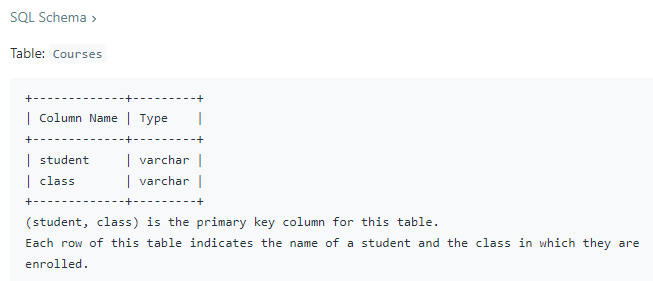 SQL Schema >
Table: Courses
+-------------+---------+
| Column Name | Type    |
+-------------+---------+
| student     | varchar |
| class       | varchar |
+-------------+---------+
(student, class) is the primary key column for this table.
Each row of this table indicates the name of a student and the class in which they are
enrolled.